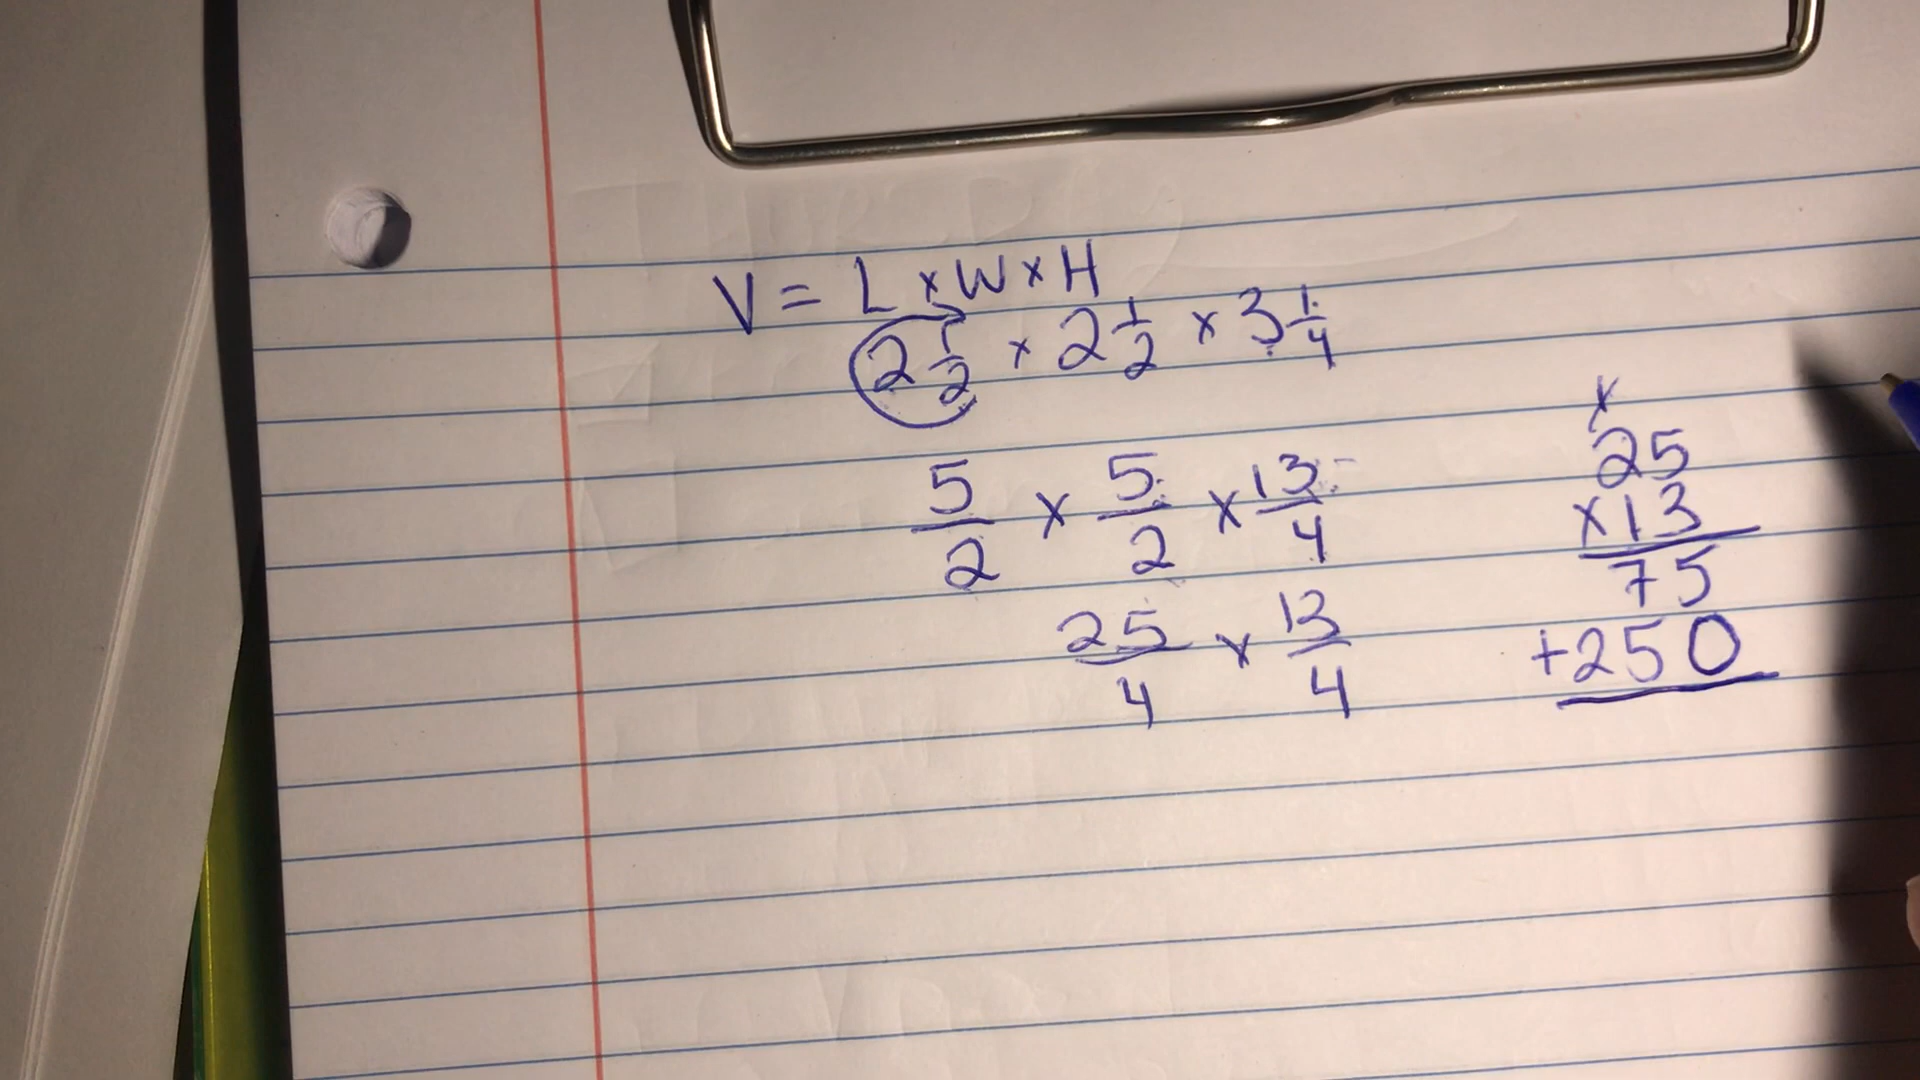 V = L × W × H
2 1/2 × 2 1/2 × 3 1/4
5/2 × 5/2 × 13/4
25/4 × 13/4
25
×13
75
+250